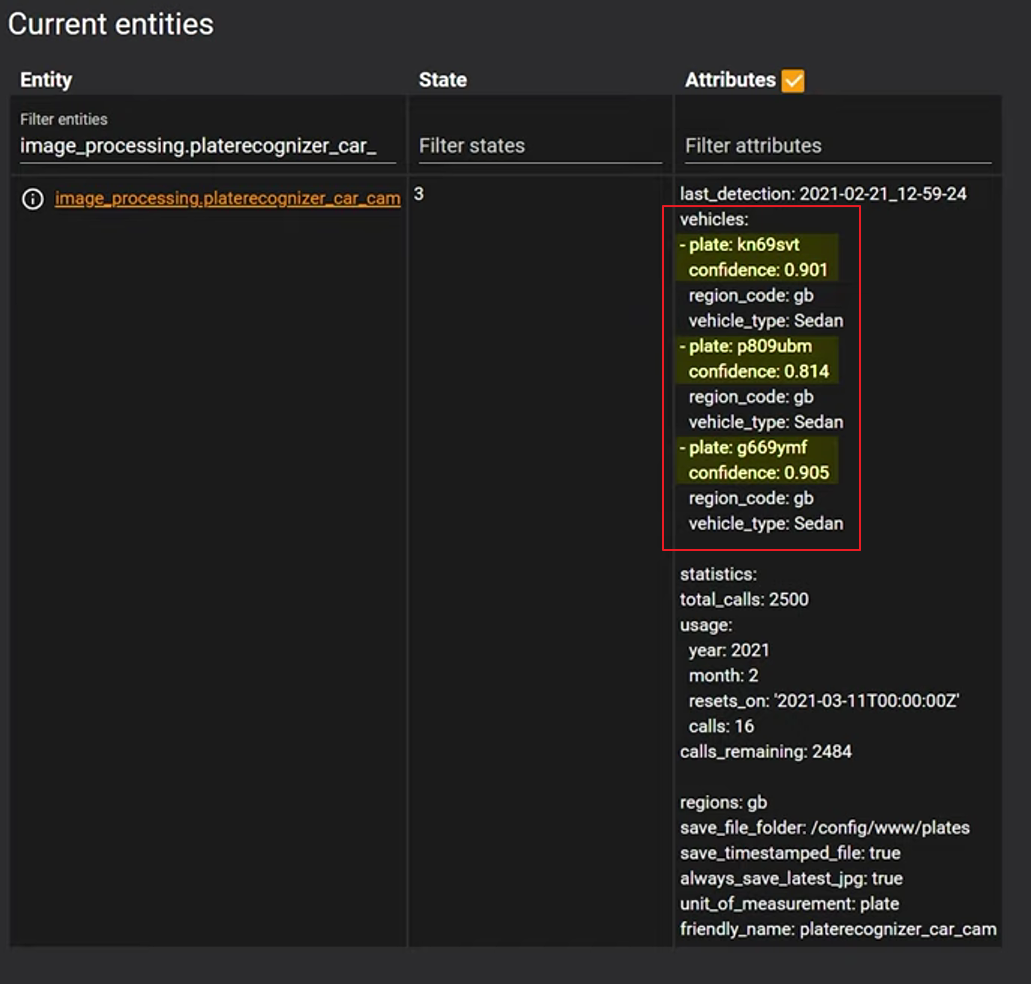 Current entities
Entity State Attributes
Filter entities
image_processing.platerecognizer_car_ Filter states Filter attributes
image_processing.platerecognizer_car_cam 3 last_detection: 2021-02-21_12-59-24
vehicles:
- plate: kn69svt
confidence: 0.901
region_code: gb
vehicle_type: Sedan
- plate: p809ubm
confidence: 0.814
region_code: gb
vehicle_type: Sedan
- plate: g669ymf
confidence: 0.905
region_code: gb
vehicle_type: Sedan
statistics:
total_calls: 2500
usage:
year: 2021
month: 2
resets_on: '2021-03-11T00:00:00Z'
calls: 16
calls_remaining: 2484
regions: gb
save_file_folder: /config/www/plates
save_timestamped_file: true
always_save_latest_jpg: true
unit_of_measurement: plate
friendly_name: platerecognizer_car_cam